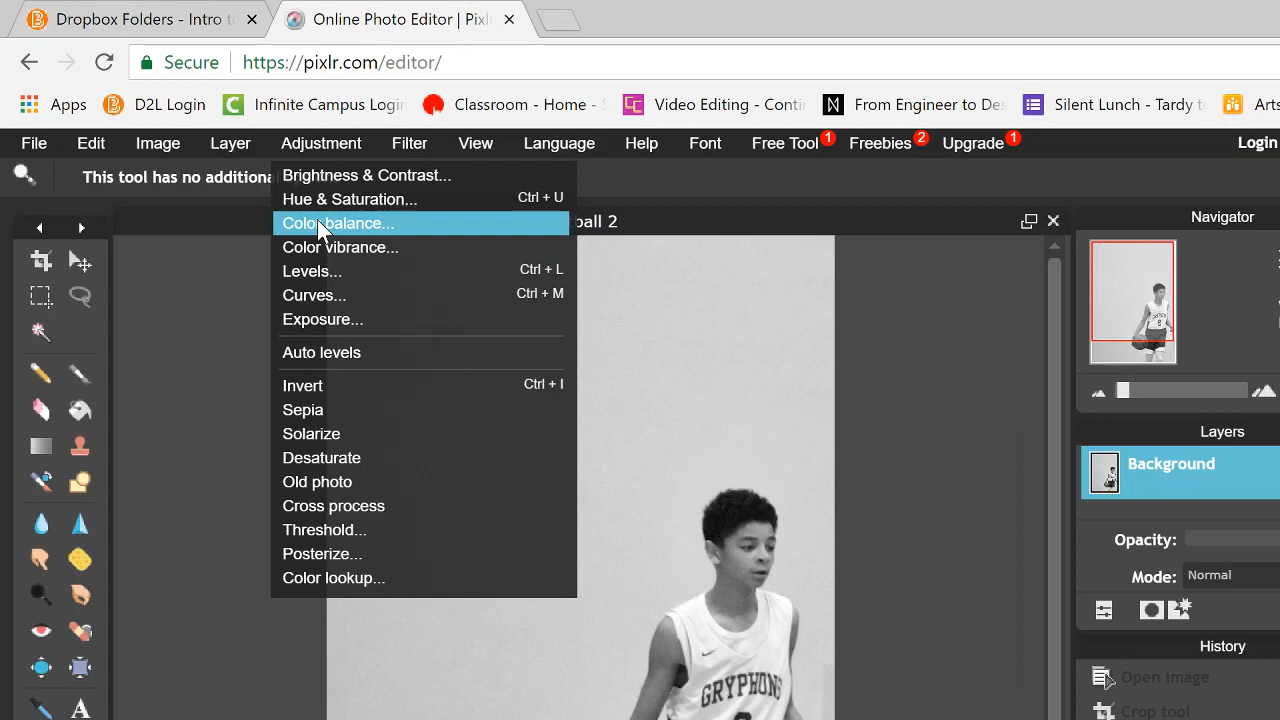 Dropbox Folders - Intro t
Online Photo Editor | Pixl
Secure https://pixlr.com/editor/
Apps D2L Login Infinite Campus Logi Classroom - Home - Video Editing - Conti From Engineer to De Silent Lunch - Tardy t Arts
File Edit Image Layer Adjustment Filter View Language Help Font Free Tool 1 Freebies 2 Upgrade 1 Login
This tool has no additional
Brightness & Contrast...
Hue & Saturation... Ctrl + U
Color balance...
Color vibrance...
Levels... Ctrl + L
Curves... Ctrl + M
Exposure...
Auto levels
Invert Ctrl + I
Sepia
Solarize
Desaturate
Old photo
Cross process
Threshold...
Posterize...
Color lookup...
ball 2
GRYPHONS
Navigator
Layers
Background
Opacity:
Mode: Normal
History
Open image
Crop tool